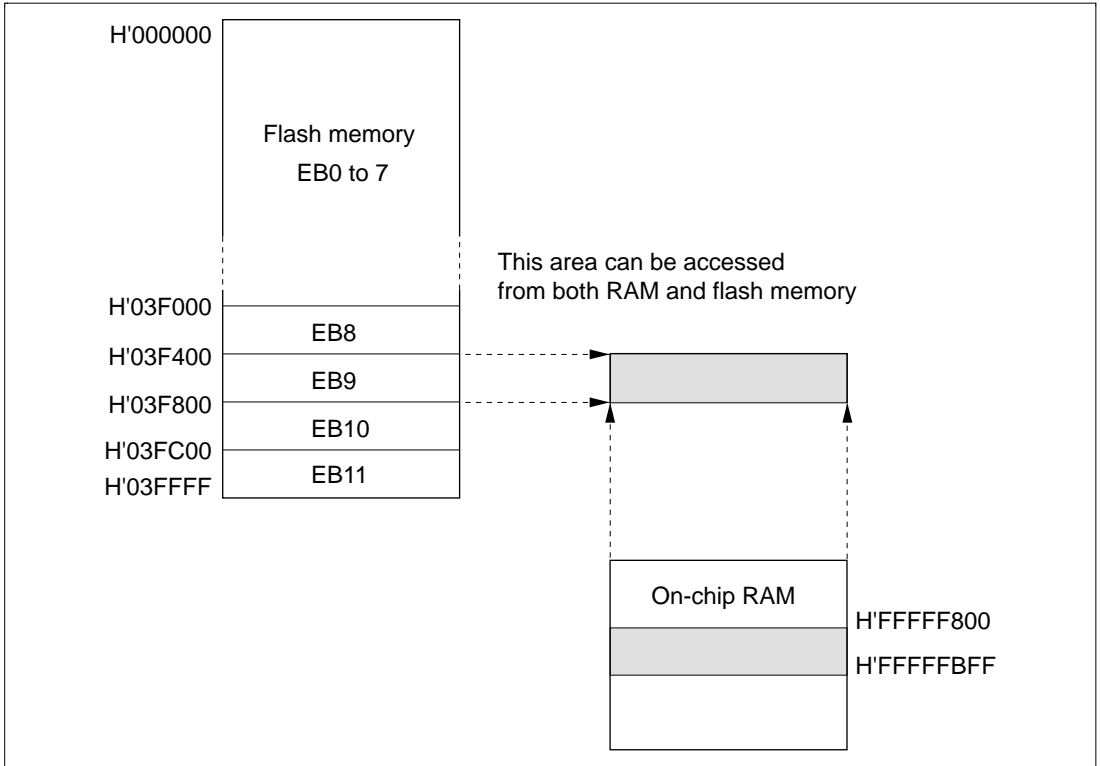 H'000000
Flash memory
EB0 to 7
This area can be accessed
from both RAM and flash memory
H'03F000
EB8
H'03F400
EB9
H'03F800
EB10
H'03FC00
EB11
H'03FFFF
On-chip RAM
H'FFFFF800
H'FFFFFBFF